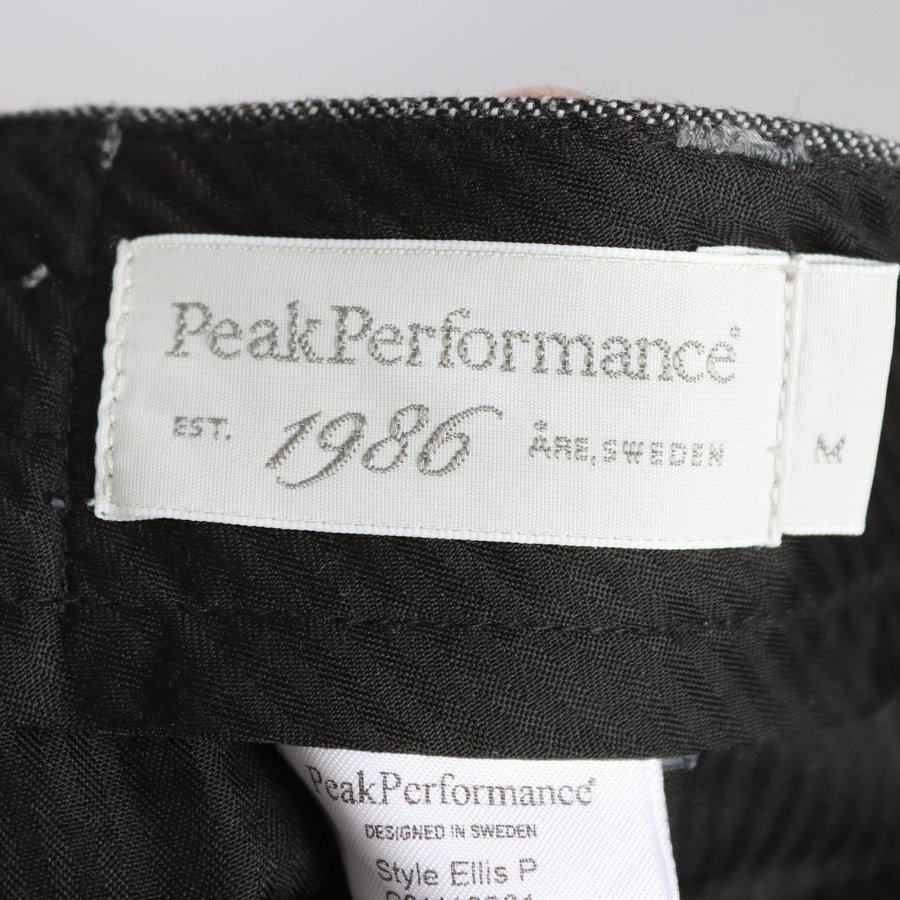 PeakPerformance®
EST. 1986 ÅRE, SWEDEN
M
PeakPerformance®
DESIGNED IN SWEDEN
Style Ellis P